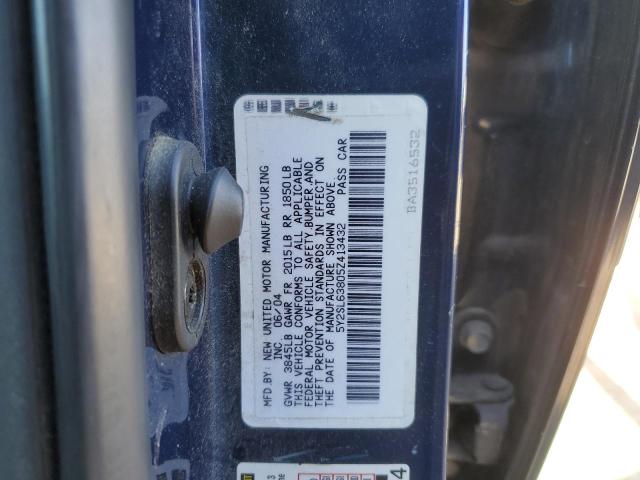 MFD.BY: NEW UNITED MOTOR MANUFACTURING
INC. 06/04
GVWR 3845LB GAWR FR 2015LB RR 1850LB
THIS VEHICLE CONFORMS TO ALL APPLICABLE
FEDERAL MOTOR VEHICLE SAFETY,BUMPER,AND
THEFT PREVENTION STANDARDS IN EFFECT ON
THE DATE OF MANUFACTURE SHOWN ABOVE.
5Y2SL63805Z413432 PASS CAR
BA3516532
4